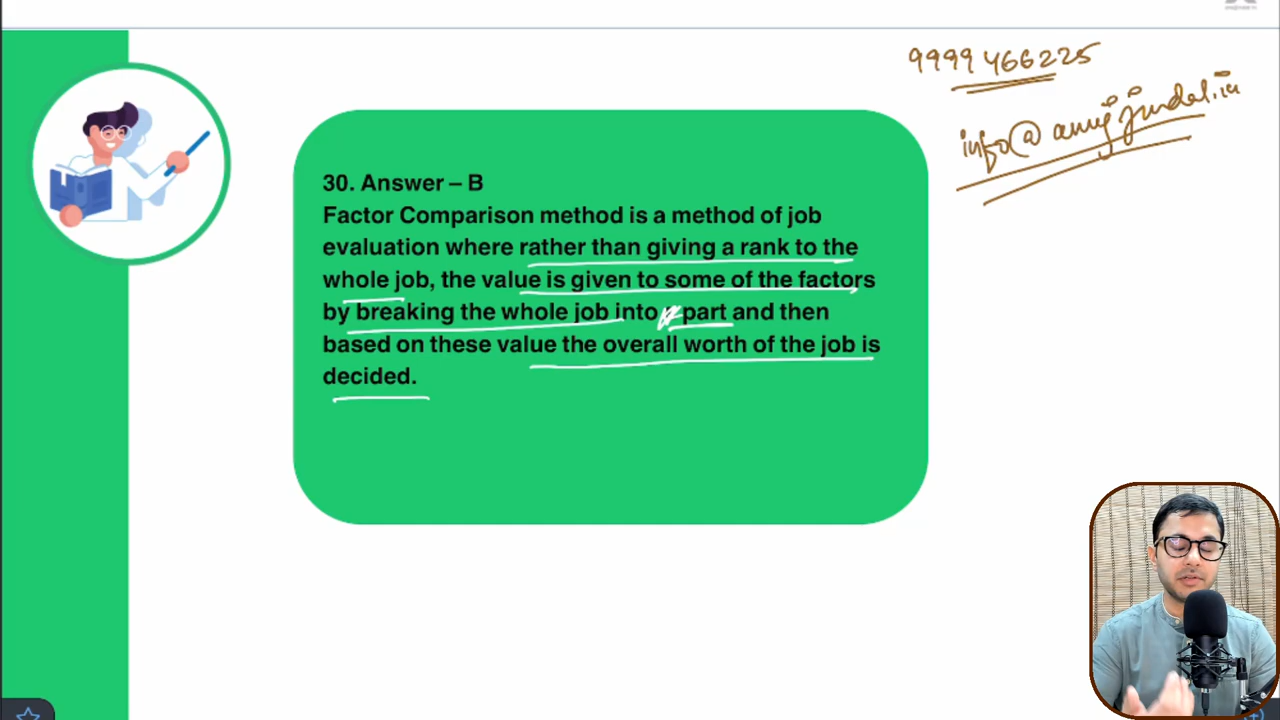 9999466225
info@anujjindal.in
30. Answer – B
Factor Comparison method is a method of job
evaluation where rather than giving a rank to the
whole job, the value is given to some of the factors
by breaking the whole job into part and then
based on these value the overall worth of the job is
decided.